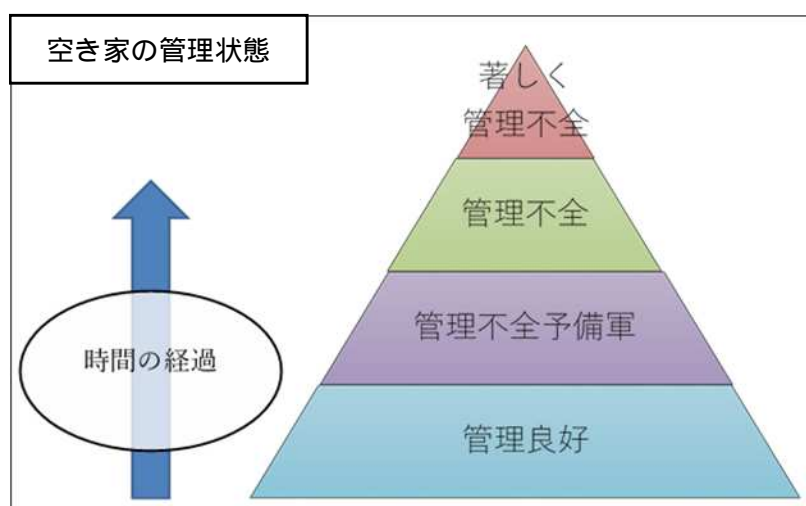 空き家の管理状態
著しく
管理不全
管理不全
管理不全予備軍
時間の経過
管理良好